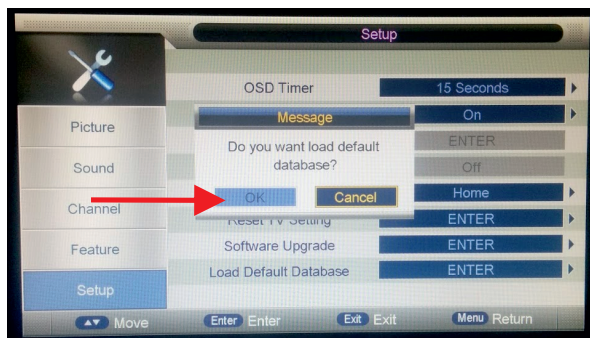 Setup
OSD Timer 15 Seconds
On
ENTER
Off
Home
Reset TV Setting ENTER
Software Upgrade ENTER
Load Default Database ENTER
Picture
Sound
Channel
Feature
Setup
Message
Do you want load default
database?
OK Cancel
Move Enter Enter Exit Exit Menu Return